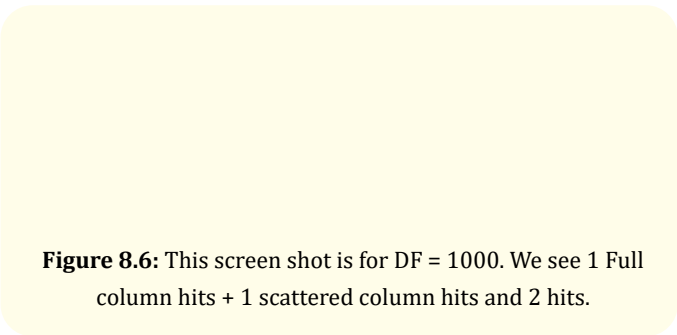 Figure 8.6: This screen shot is for DF = 1000. We see 1 Full
column hits + 1 scattered column hits and 2 hits.